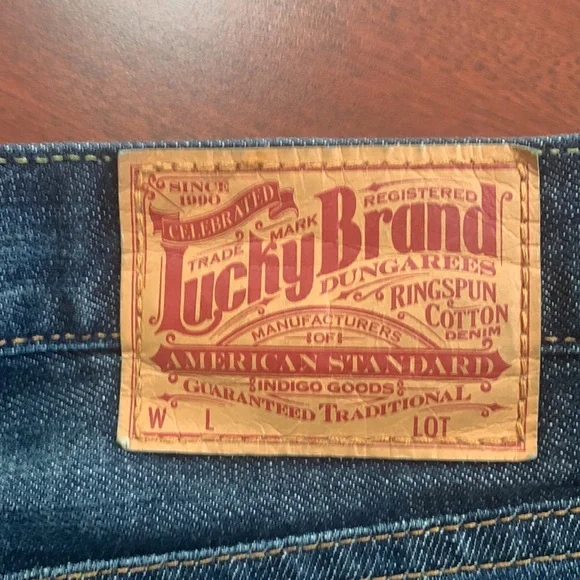 SINCE
1990
CELEBRATED
TRADE MARK
REGISTERED
Lucky Brand
DUNGAREES
RINGSPUN
COTTON
DENIM
MANUFACTURERS
OF
AMERICAN STANDARD
INDIGO GOODS
GUARANTEED TRADITIONAL
W L LOT